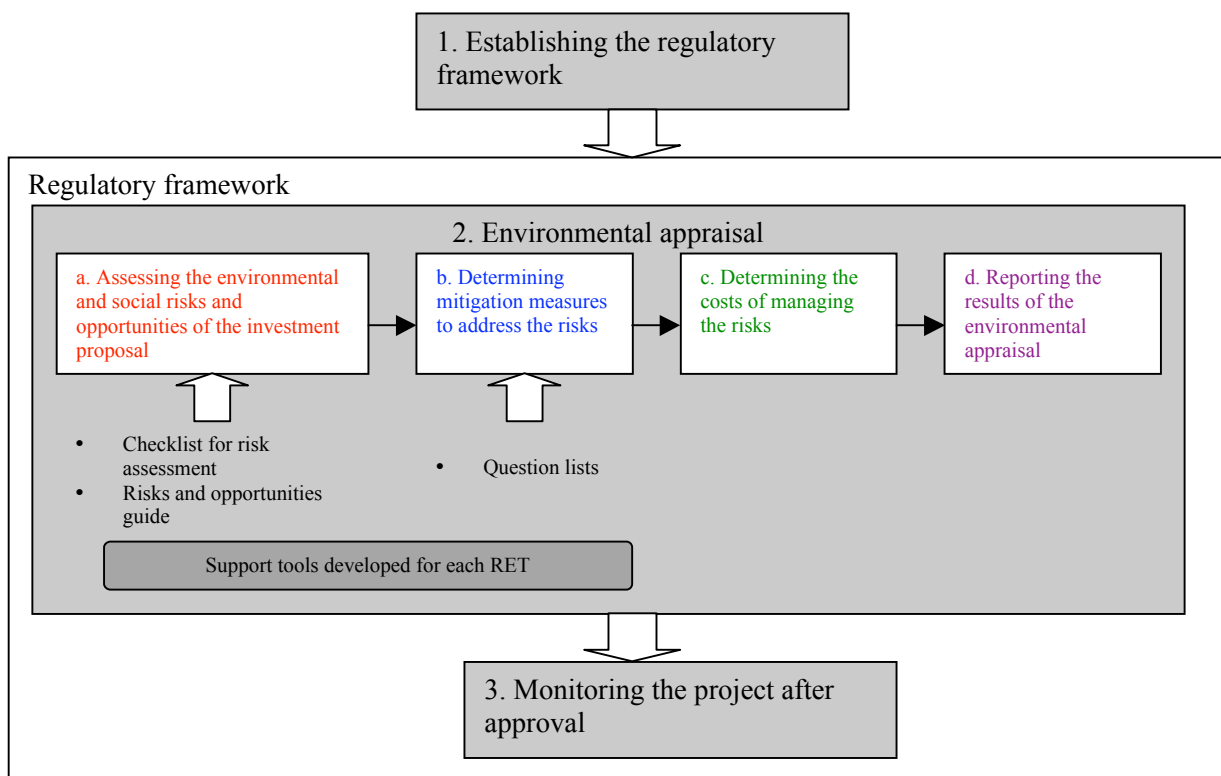 1. Establishing the regulatory
framework
Regulatory framework
2. Environmental appraisal
a. Assessing the environmental
and social risks and
opportunities of the investment
proposal
b. Determining
mitigation measures
to address the risks
c. Determining the
costs of managing
the risks
d. Reporting the
results of the
environmental
appraisal
• Checklist for risk
assessment
• Risks and opportunities
guide
• Question lists
Support tools developed for each RET
3. Monitoring the project after
approval